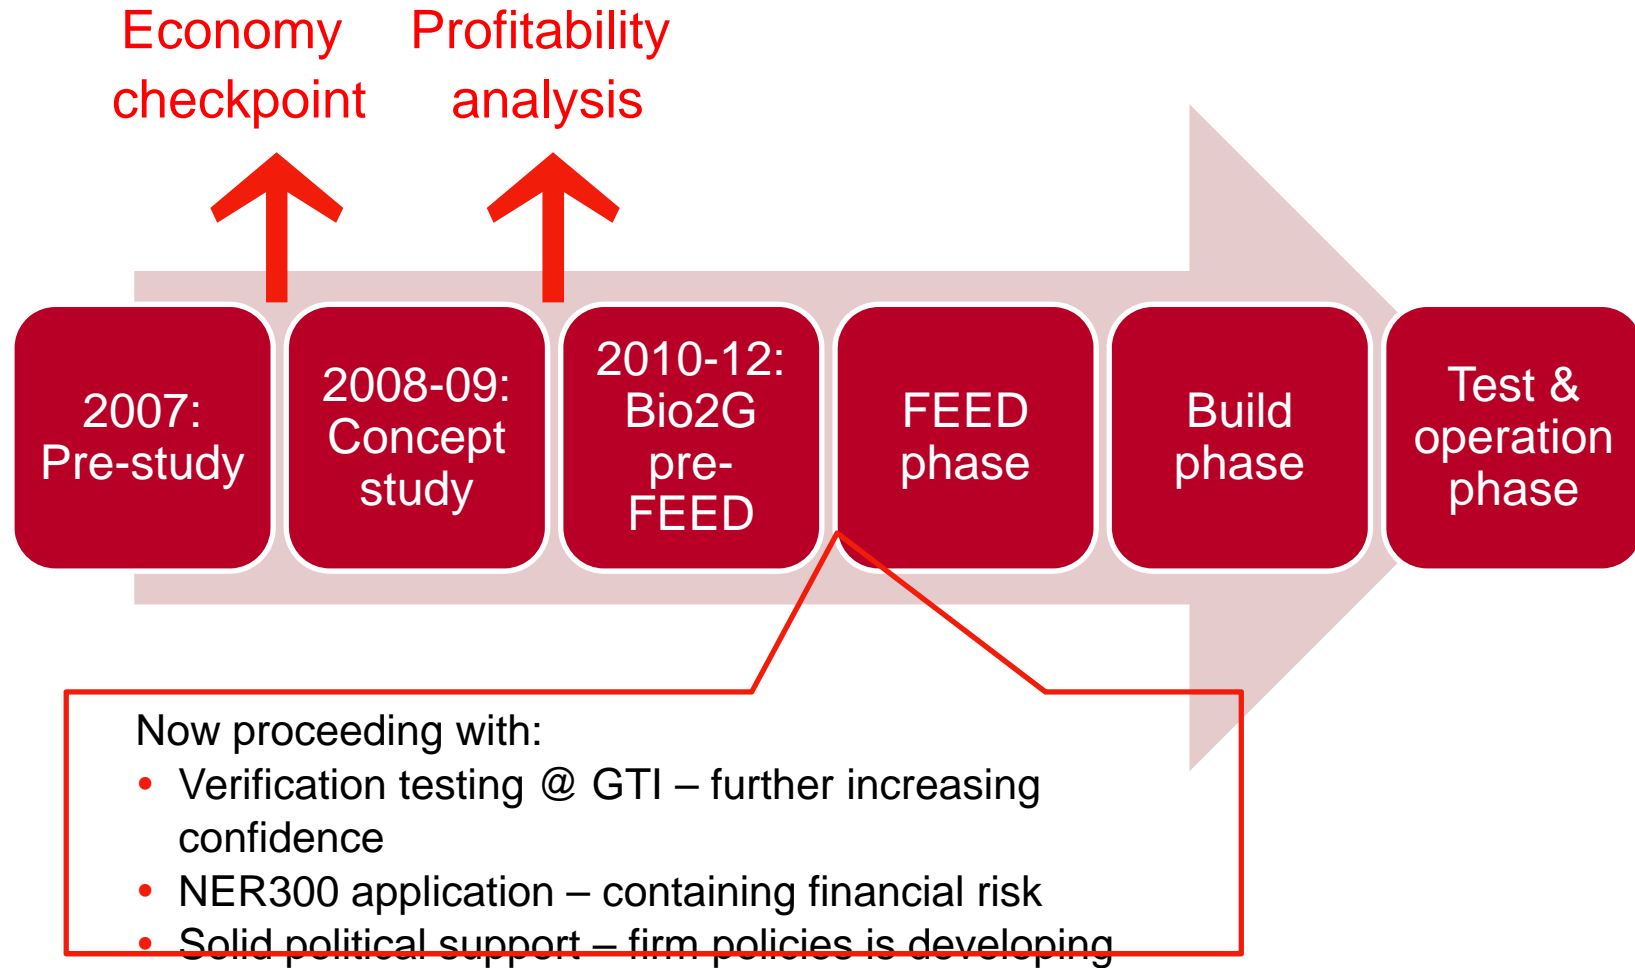 Economy
checkpoint
Profitability
analysis
2007:
Pre-study
2008-09:
Concept
study
2010-12:
Bio2G
pre-
FEED
FEED
phase
Build
phase
Test &
operation
phase
Now proceeding with:
• Verification testing @ GTI – further increasing
confidence
• NER300 application – containing financial risk
• Solid political support – firm policies is developing